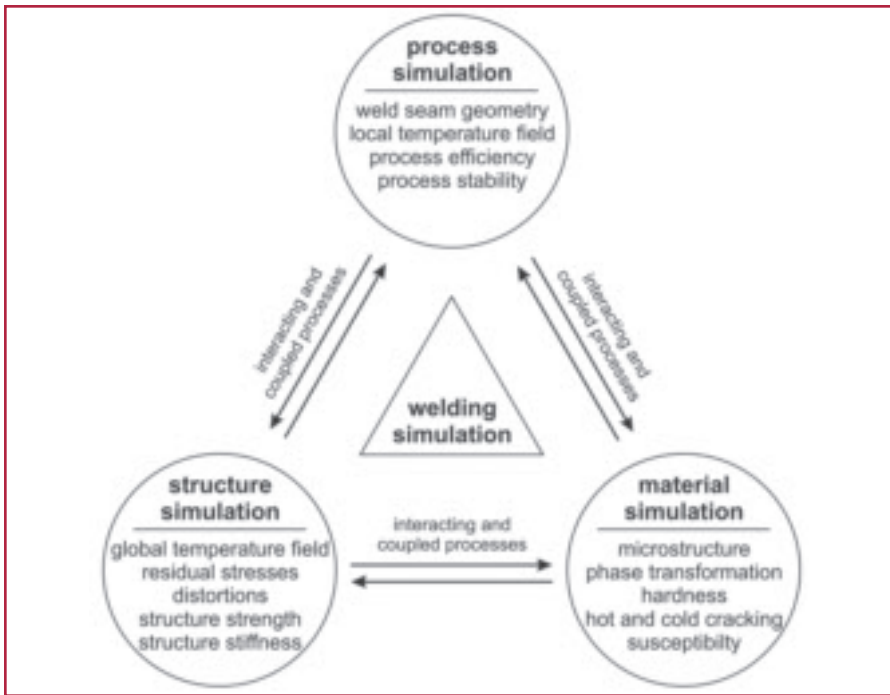 process
simulation
weld seam geometry
local temperature field
process efficiency
process stability
interacting and
coupled processes
interacting and
coupled processes
welding
simulation
structure
simulation
global temperature field
residual stresses
distortions
structure strength
structure stiffness
interacting and
coupled processes
material
simulation
microstructure
phase transformation
hardness
hot and cold cracking
susceptibilty